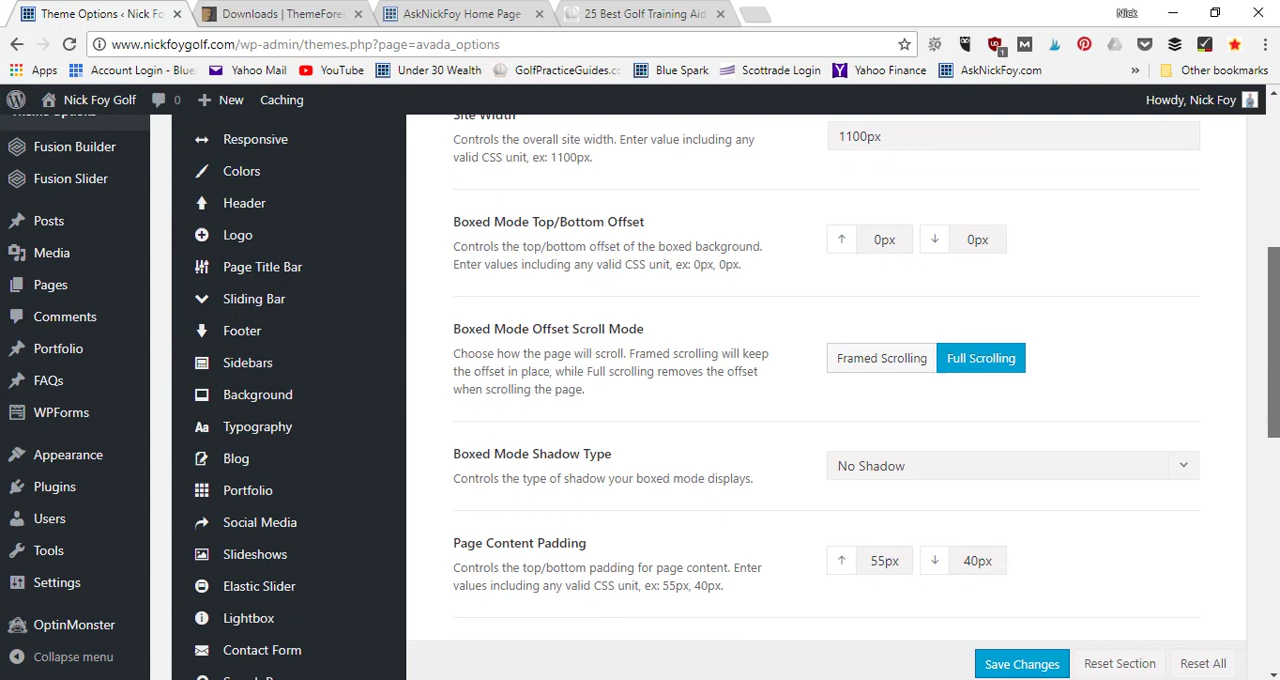 Theme Options ‹ Nick Fo
Downloads | ThemeFores
AskNickFoy Home Page
25 Best Golf Training Aid
Nick
www.nickfoygolf.com/wp-admin/themes.php?page=avada_options
Apps
Account Login - Blue
Yahoo Mail
YouTube
Under 30 Wealth
GolfPracticeGuides.cc
Blue Spark
Scottrade Login
Yahoo Finance
AskNickFoy.com
»
Other bookmarks
Nick Foy Golf
0
New
Caching
Howdy, Nick Foy
Theme Options
Fusion Builder
Fusion Slider
Posts
Media
Pages
Comments
Portfolio
FAQs
WPForms
Appearance
Plugins
Users
Tools
Settings
OptinMonster
Collapse menu
Responsive
Colors
Header
Logo
Page Title Bar
Sliding Bar
Footer
Sidebars
Background
Aa Typography
Blog
Portfolio
Social Media
Slideshows
Elastic Slider
Lightbox
Contact Form
Site Width
Controls the overall site width. Enter value including any
valid CSS unit, ex: 1100px.
1100px
Boxed Mode Top/Bottom Offset
Controls the top/bottom offset of the boxed background.
Enter values including any valid CSS unit, ex: 0px, 0px.
0px
0px
Boxed Mode Offset Scroll Mode
Choose how the page will scroll. Framed scrolling will keep
the offset in place, while Full scrolling removes the offset
when scrolling the page.
Framed Scrolling
Full Scrolling
Boxed Mode Shadow Type
Controls the type of shadow your boxed mode displays.
No Shadow
Page Content Padding
Controls the top/bottom padding for page content. Enter
values including any valid CSS unit, ex: 55px, 40px.
55px
40px
Save Changes
Reset Section
Reset All